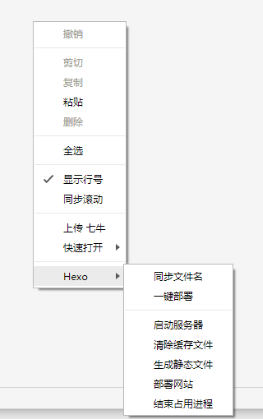 撤销
剪切
复制
粘贴
删除
全选
显示行号
同步滚动
上传 七牛
快速打开
Hexo
同步文件名
一键部署
启动服务器
清除缓存文件
生成静态文件
部署网站
结束占用进程